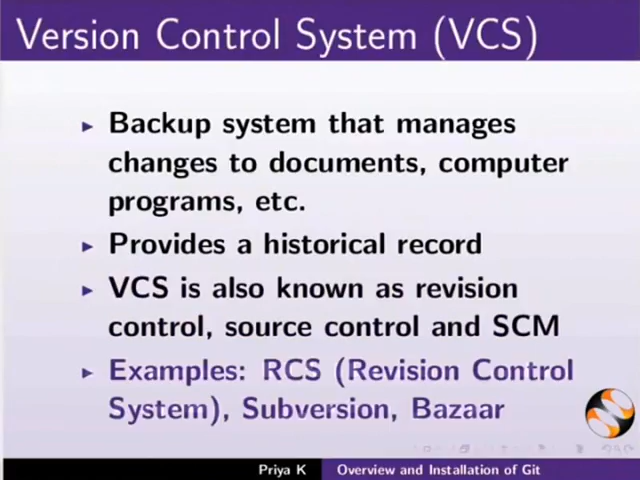 Version Control System (VCS)
Backup system that manages
changes to documents, computer
programs, etc.
Provides a historical record
VCS is also known as revision
control, source control and SCM
Examples: RCS (Revision Control
System), Subversion, Bazaar
Priya K Overview and Installation of Git